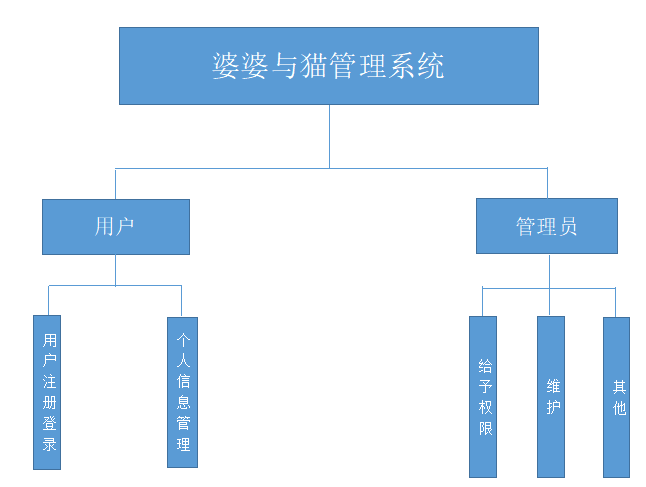 婆婆与猫管理系统
用户
管理员
用户注册登录
个人信息管理
给予权限
维护
其他